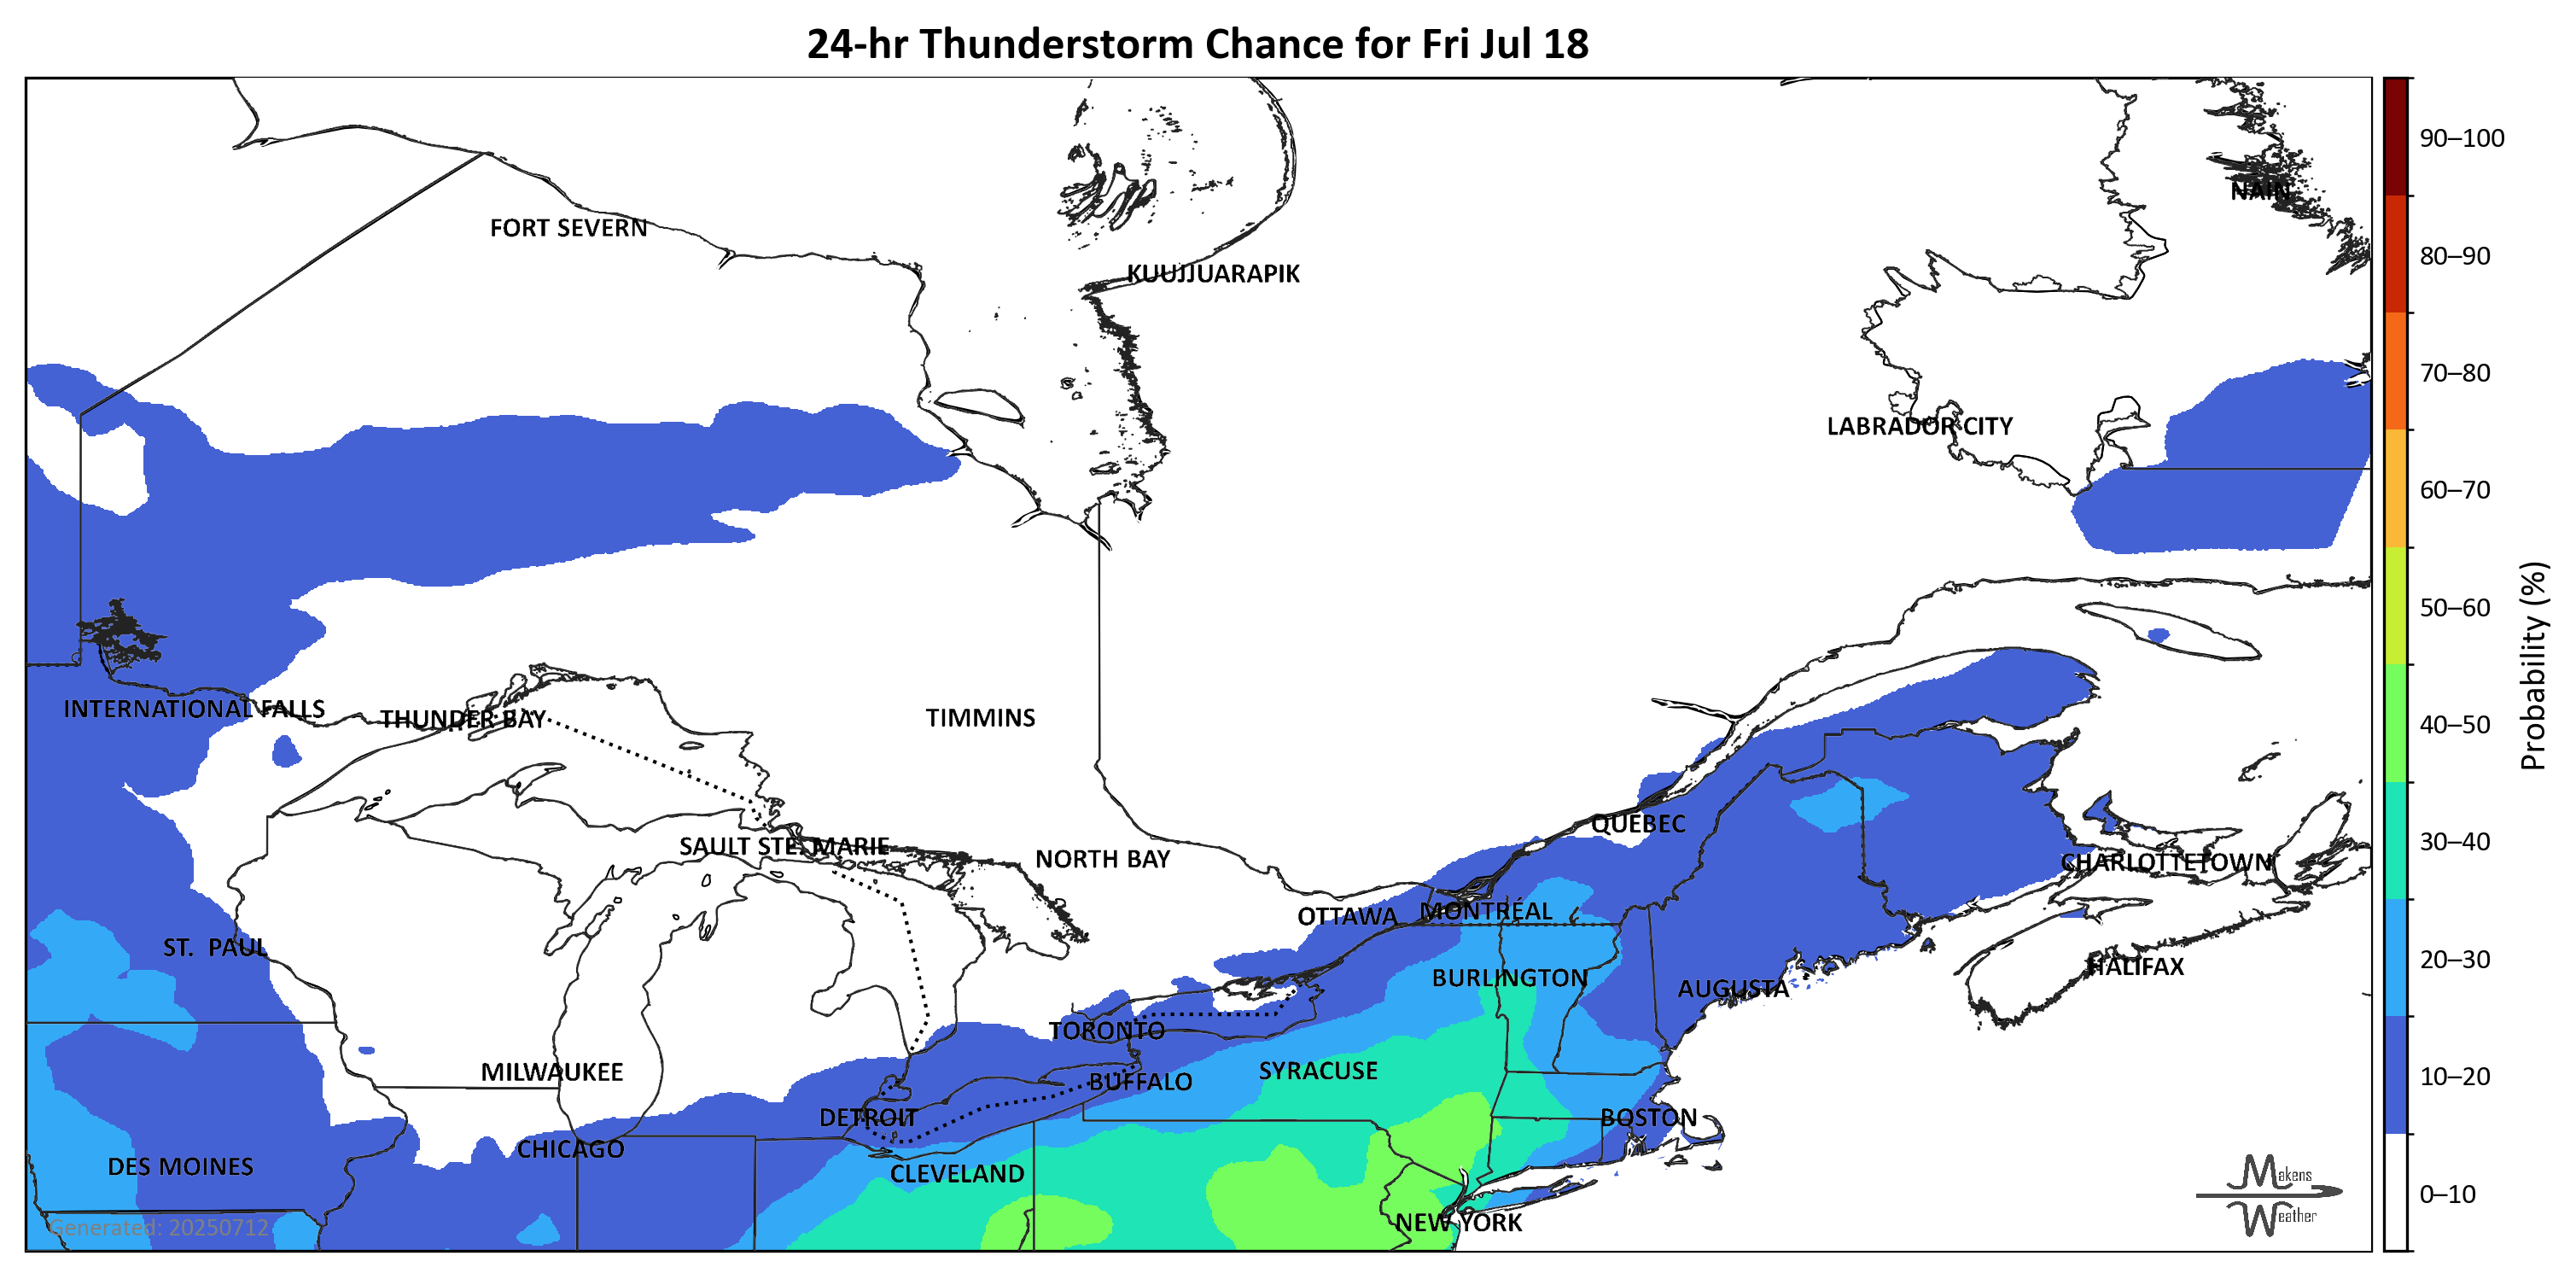 24-hr Thunderstorm Chance for Fri Jul 18
90–100
NAIN
FORT SEVERN
80–90
KUUJJUARAPIK
70–80
LABRADOR CITY
60–70
50–60
Probability (%)
INTERNATIONAL FALLS
THUNDER BAY
TIMMINS
40–50
QUEBEC
SAULT STE. MARIE
30–40
NORTH BAY
CHARLOTTETOWN
OTTAWA
MONTRÉAL
ST. PAUL
20–30
HALIFAX
BURLINGTON
AUGUSTA
TORONTO
MILWAUKEE
SYRACUSE
10–20
BUFFALO
DETROIT
BOSTON
CHICAGO
DES MOINES
CLEVELAND
Makens
Weather
0–10
NEW YORK
Generated: 20250712